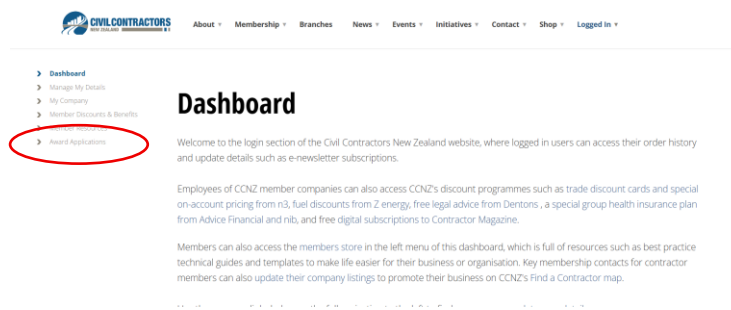 CIVIL CONTRACTORS
NEW ZEALAND
About Membership Branches News Events Initiatives Contact Shop Logged in
Dashboard
Manage My Details
My Company
Member Discounts & Benefits
Award Applications
Dashboard
Welcome to the login section of the Civil Contractors New Zealand website, where logged in users can access their order history
and update details such as e-newsletter subscriptions.
Employees of CCNZ member companies can also access CCNZ's discount programmes such as trade discount cards and special
on-account pricing from n3, fuel discounts from Z energy, free legal advice from Dentons , a special group health insurance plan
from Advice Financial and nib, and free digital subscriptions to Contractor Magazine.
Members can also access the members store in the left menu of this dashboard, which is full of resources such as best practice
technical guides and templates to make life easier for their business or organisation. Key membership contacts for contractor
members can also update their company listings to promote their business on CCNZ's Find a Contractor map.